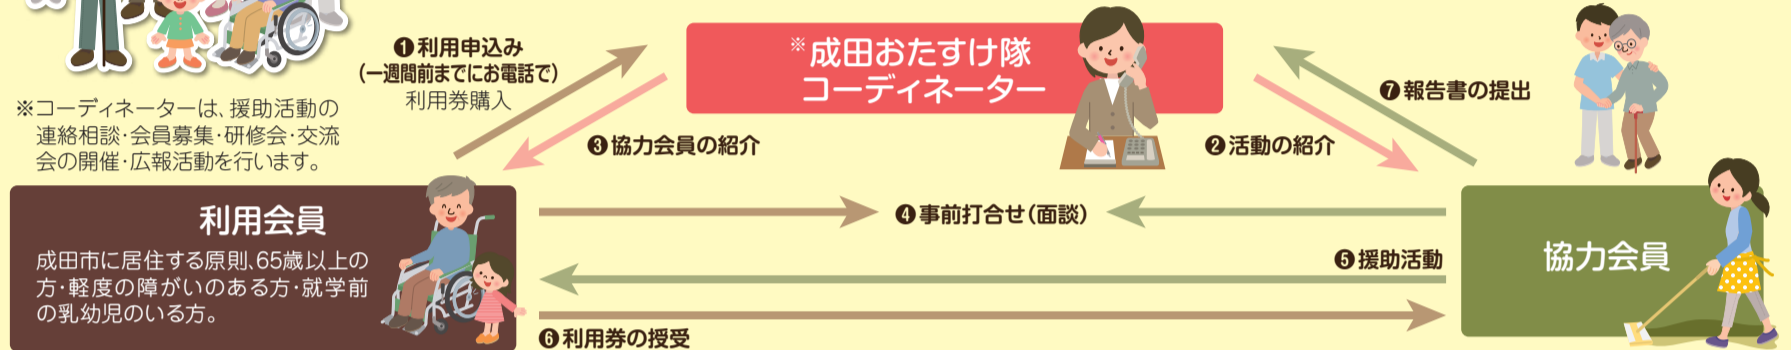 ❶利用申込み
(一週間前までにお電話で)
利用券購入
※成田おたすけ隊
コーディネーター
❼報告書の提出
※コーディネーターは、援助活動の
連絡相談・会員募集・研修会・交流
会の開催・広報活動を行います。
❸協力会員の紹介
❷活動の紹介
利用会員
成田市に居住する原則、65歳以上の
方・軽度の障がいのある方・就学前
の乳幼児のいる方。
❹事前打合せ(面談)
❺援助活動
協力会員
❻利用券の授受